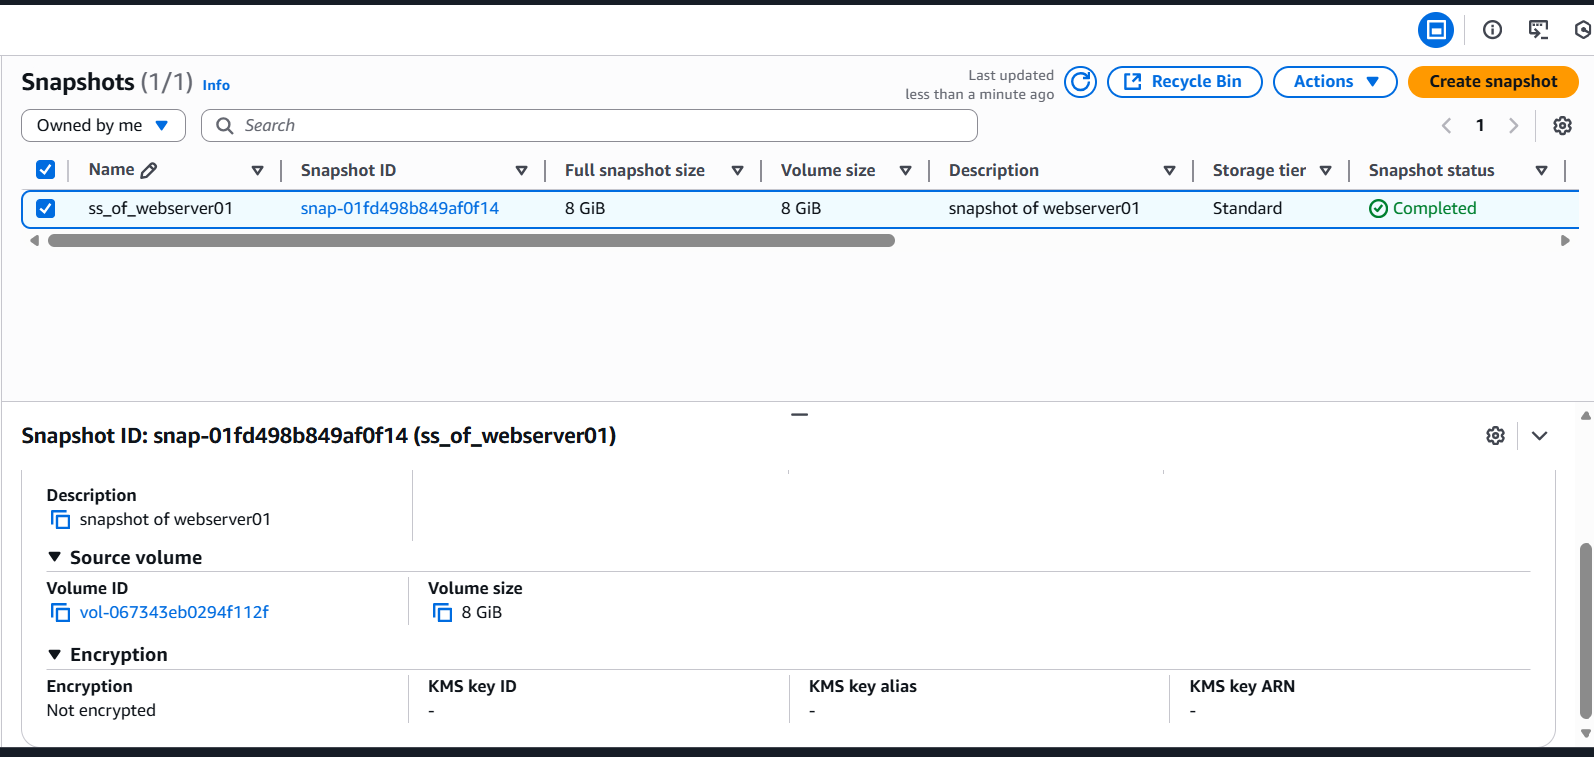 Snapshots (1/1) Info
Last updated
less than a minute ago
Recycle Bin
Actions
Create snapshot
Owned by me
Search
1
Name Snapshot ID Full snapshot size Volume size Description Storage tier Snapshot status
ss_of_webserver01 snap-01fd498b849af0f14 8 GiB 8 GiB snapshot of webserver01 Standard Completed
Snapshot ID: snap-01fd498b849af0f14 (ss_of_webserver01)
Description
snapshot of webserver01
Source volume
Volume ID Volume size
vol-067343eb0294f112f 8 GiB
Encryption
Encryption KMS key ID KMS key alias KMS key ARN
Not encrypted - - -